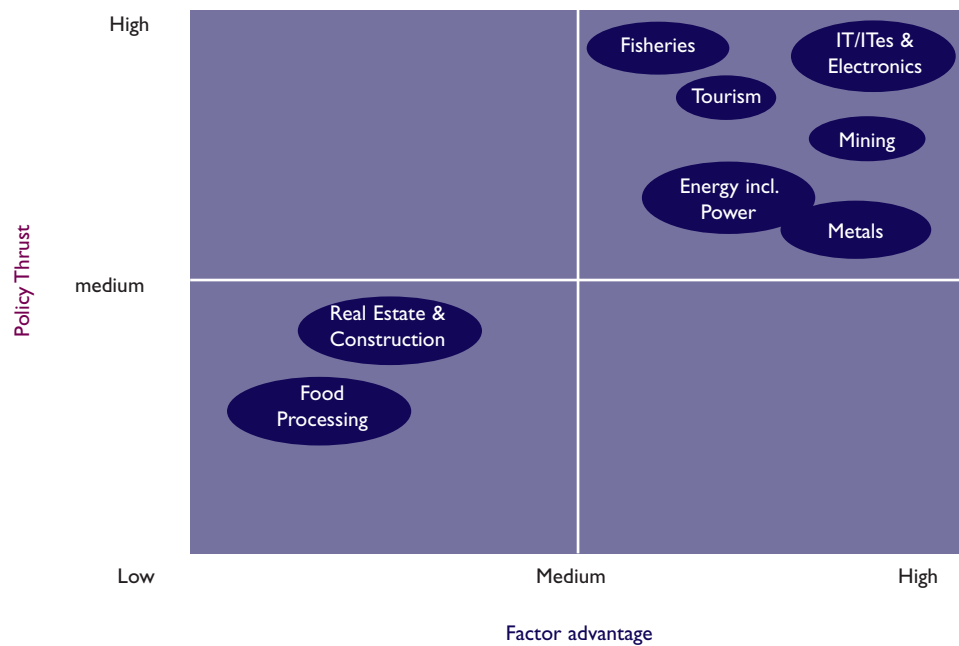 High
Fisheries
IT/ITes &
Electronics
Tourism
Mining
Energy incl.
Power
Metals
Policy Thrust
medium
Real Estate &
Construction
Food
Processing
Low
Medium
High
Factor advantage